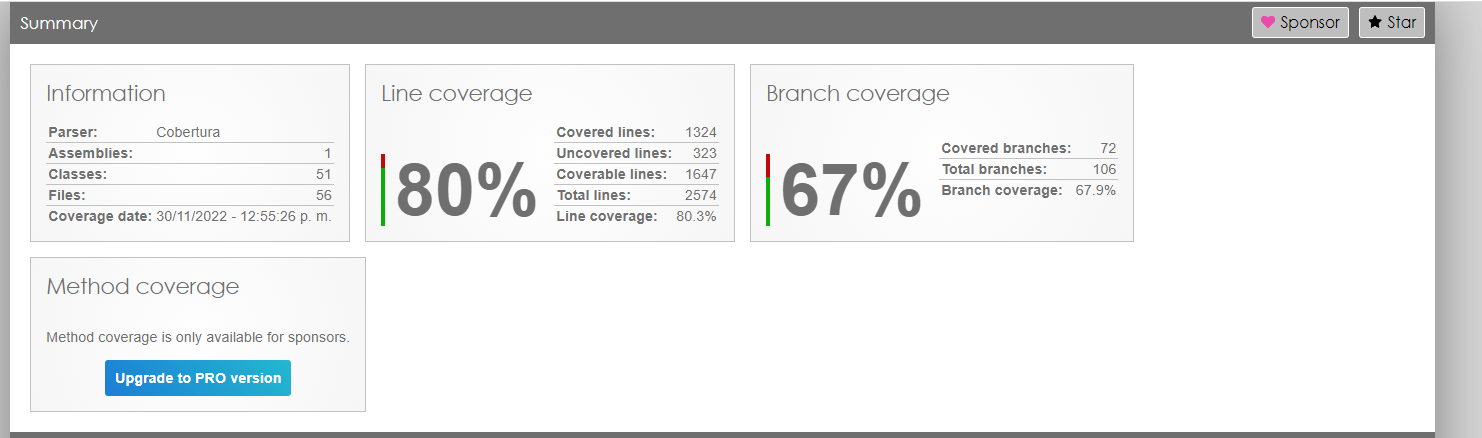 Summary
Sponsor
Star
Information
Parser: Cobertura
Assemblies: 1
Classes: 51
Files: 56
Coverage date: 30/11/2022 - 12:55:26 p. m.
Line coverage
80%
Covered lines: 1324
Uncovered lines: 323
Coverable lines: 1647
Total lines: 2574
Line coverage: 80.3%
Branch coverage
67%
Covered branches: 72
Total branches: 106
Branch coverage: 67.9%
Method coverage
Method coverage is only available for sponsors.
Upgrade to PRO version